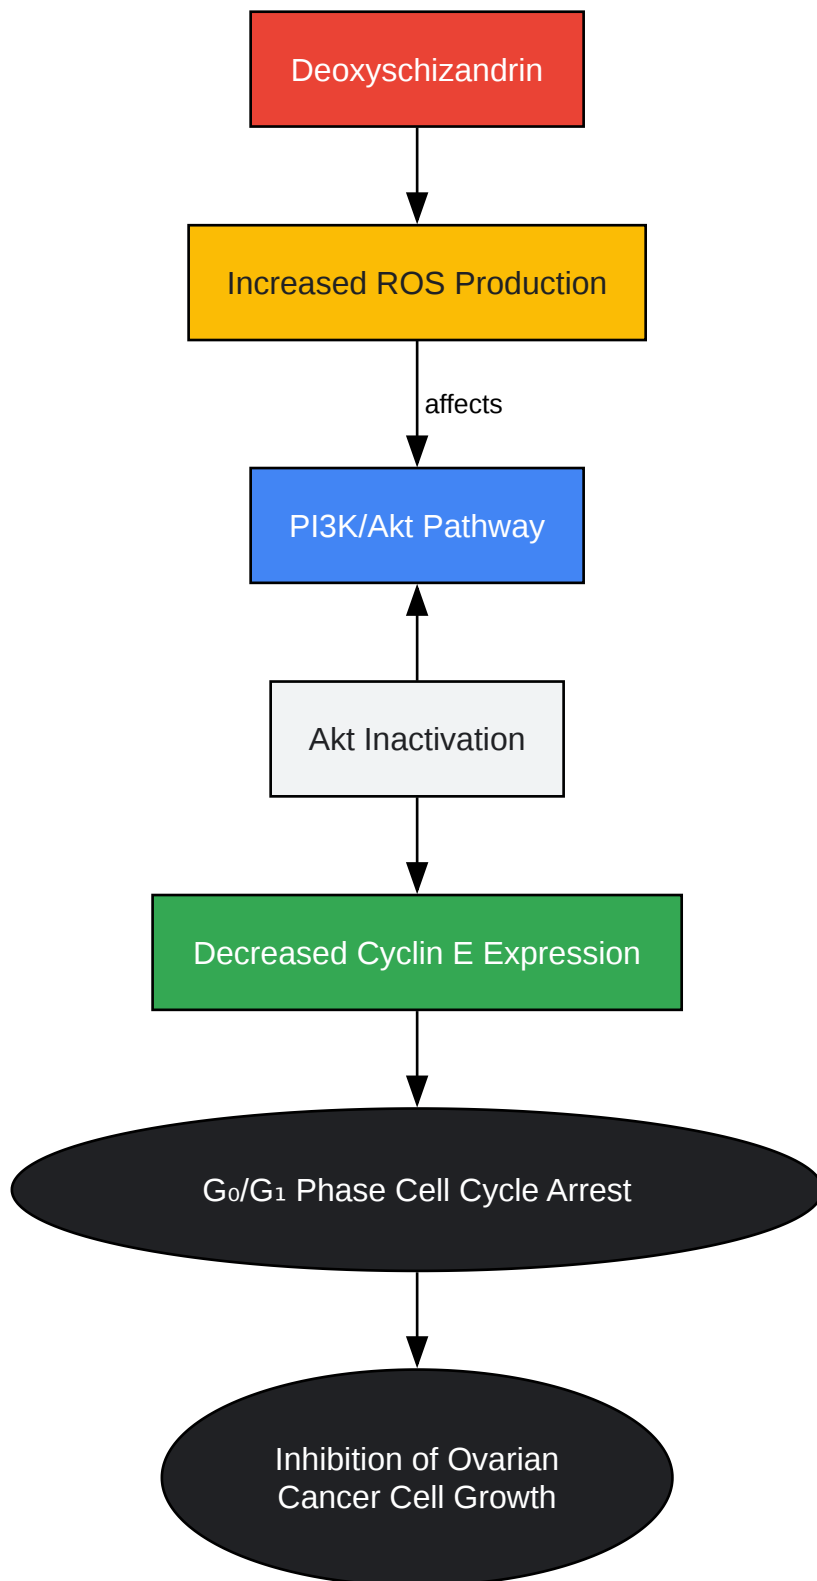 Deoxyschizandrin
Increased ROS Production
affects
PI3K/Akt Pathway
Akt Inactivation
Decreased Cyclin E Expression
G₀/G₁ Phase Cell Cycle Arrest
Inhibition of Ovarian
Cancer Cell Growth